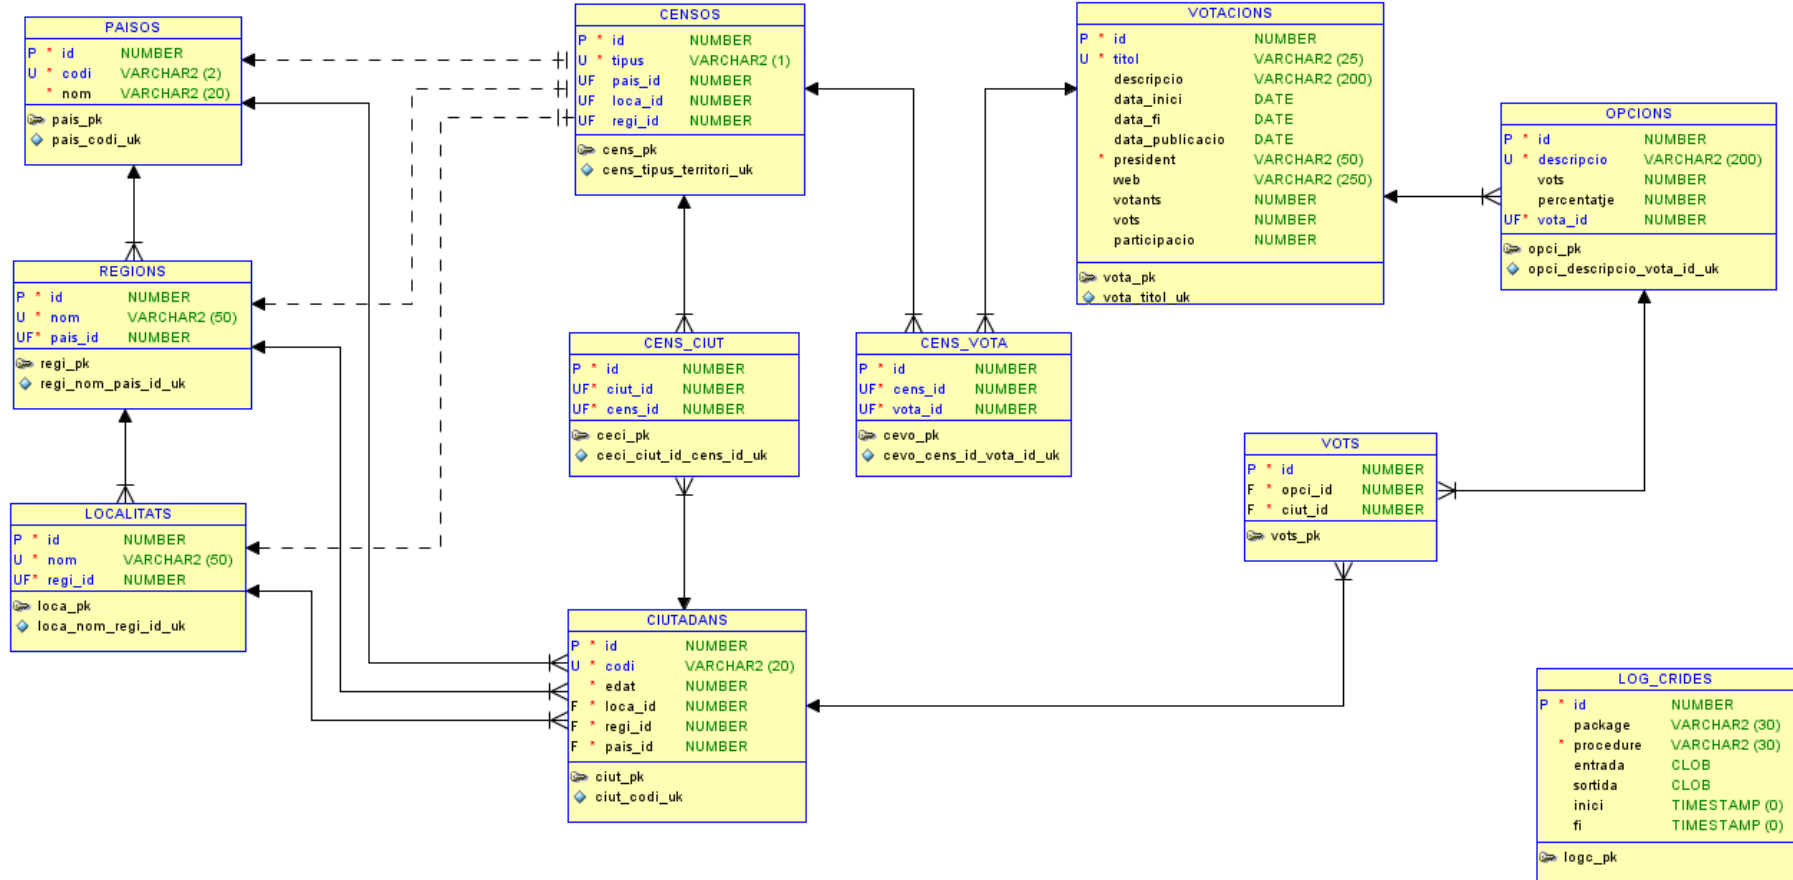 PAISOS
P * id NUMBER
U * codi VARCHAR2 (2)
* nom VARCHAR2 (20)
pais_pk
pais_codi_uk
CENSOS
P * id NUMBER
U * tipus VARCHAR2 (1)
UF pais_id NUMBER
UF loca_id NUMBER
UF regi_id NUMBER
cens_pk
cens_tipus_territori_uk
VOTACIONS
P * id NUMBER
U * titol VARCHAR2 (25)
descripcio VARCHAR2 (200)
data_inici DATE
data_fi DATE
data_publicacio DATE
* president VARCHAR2 (50)
web VARCHAR2 (250)
votants NUMBER
vots NUMBER
participacio NUMBER
vota_pk
vota_titol_uk
OPCIONS
P * id NUMBER
U * descripcio VARCHAR2 (200)
vots NUMBER
percentatje NUMBER
UF* vota_id NUMBER
opci_pk
opci_descripcio_vota_id_uk
REGIONS
P * id NUMBER
U * nom VARCHAR2 (50)
UF* pais_id NUMBER
regi_pk
regi_nom_pais_id_uk
CENS_CIUT
P * id NUMBER
UF* ciut_id NUMBER
UF* cens_id NUMBER
ceci_pk
ceci_ciut_id_cens_id_uk
CENS_VOTA
P * id NUMBER
UF* cens_id NUMBER
UF* vota_id NUMBER
cevo_pk
cevo_cens_id_vota_id_uk
VOTS
P * id NUMBER
F * opci_id NUMBER
F * ciut_id NUMBER
vots_pk
LOCALITATS
P * id NUMBER
U * nom VARCHAR2 (50)
UF* regi_id NUMBER
loca_pk
loca_nom_regi_id_uk
CIUTADANS
P * id NUMBER
U * codi VARCHAR2 (20)
* edat NUMBER
F * loca_id NUMBER
F * regi_id NUMBER
F * pais_id NUMBER
ciut_pk
ciut_codi_uk
LOG_CRIDES
P * id NUMBER
package VARCHAR2 (30)
* procedure VARCHAR2 (30)
entrada CLOB
sortida CLOB
inici TIMESTAMP (0)
fi TIMESTAMP (0)
logc_pk